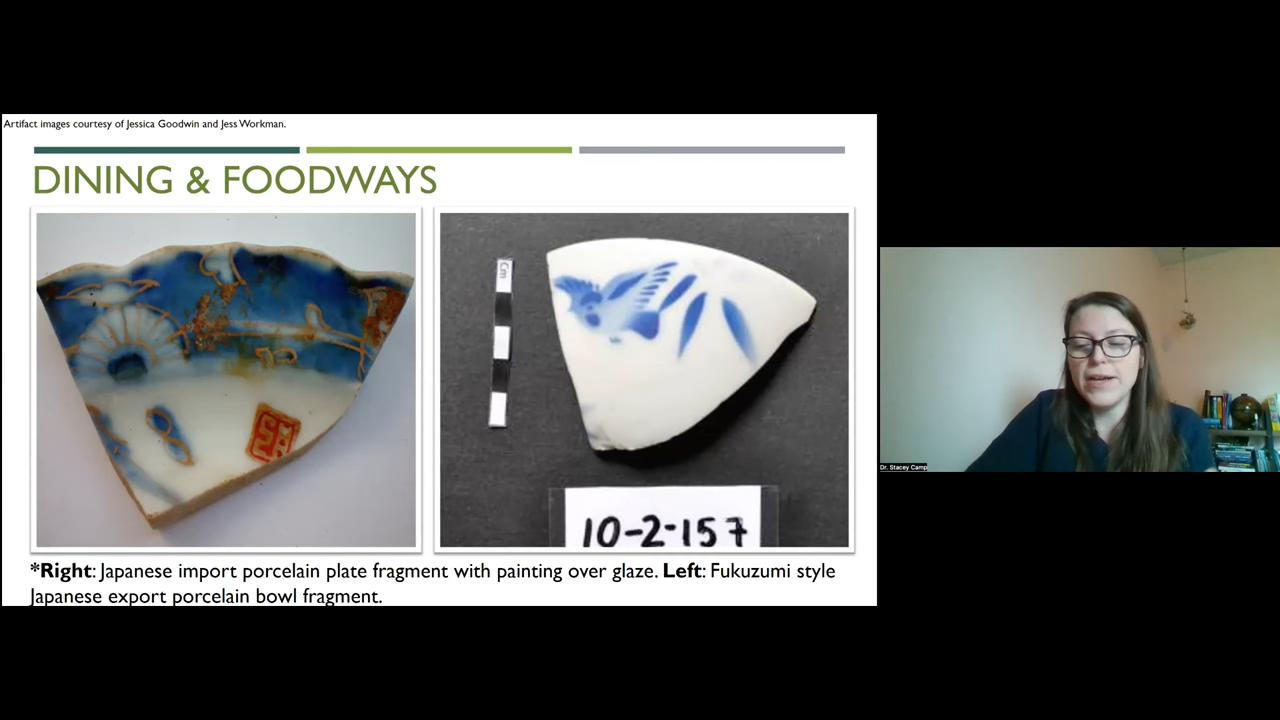 Artifact images courtesy of Jessica Goodwin and Jess Workman.
DINING & FOODWAYS
Cm
10-2-157
*Right: Japanese import porcelain plate fragment with painting over glaze. Left: Fukuzumi style
Japanese export porcelain bowl fragment.
Dr. Stacey Camp